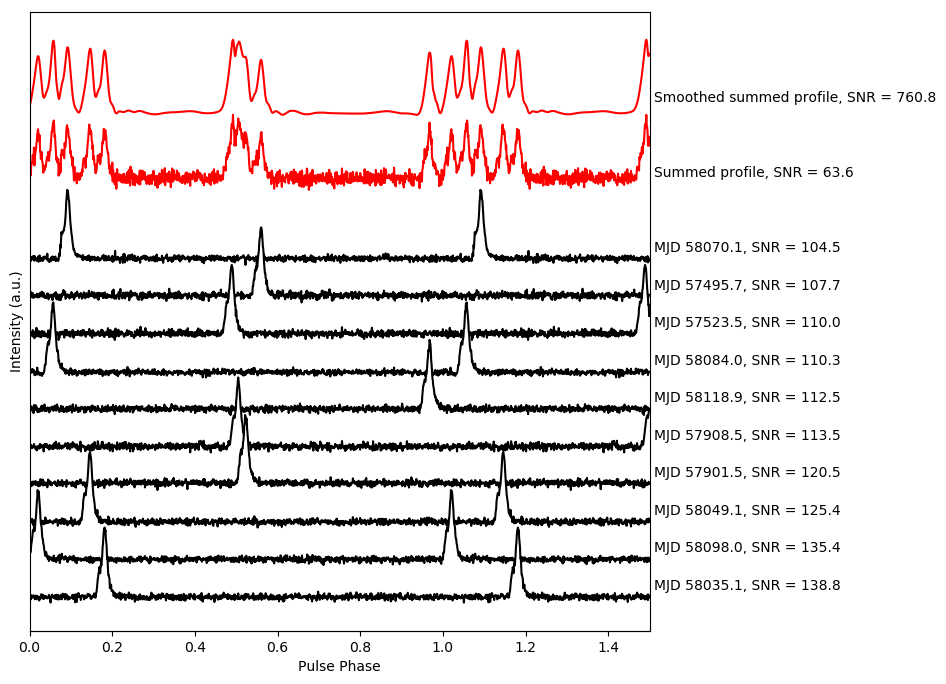 Smoothed summed profile, SNR = 760.8
Summed profile, SNR = 63.6
MJD 58070.1, SNR = 104.5
MJD 57495.7, SNR = 107.7
MJD 57523.5, SNR = 110.0
MJD 58084.0, SNR = 110.3
MJD 58118.9, SNR = 112.5
MJD 57908.5, SNR = 113.5
MJD 57901.5, SNR = 120.5
MJD 58049.1, SNR = 125.4
MJD 58098.0, SNR = 135.4
MJD 58035.1, SNR = 138.8
Intensity (a.u.)
0.0 0.2 0.4 0.6 0.8 1.0 1.2 1.4
Pulse Phase